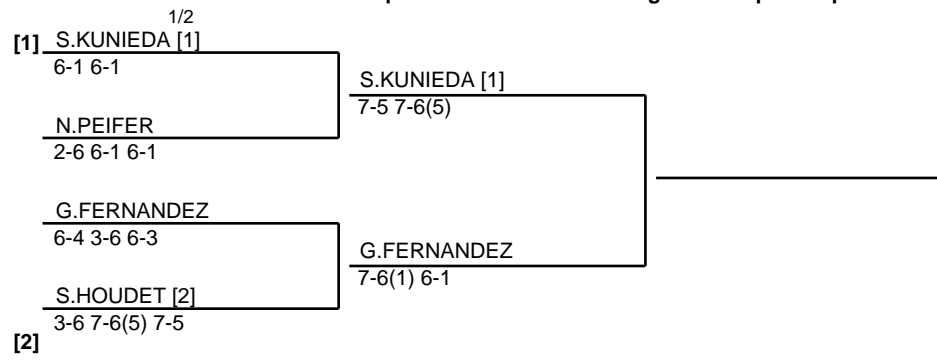 1/2
[1] S.KUNIEDA [1]
6-1 6-1
S.KUNIEDA [1]
7-5 7-6(5)
N.PEIFER
2-6 6-1 6-1
G.FERNANDEZ
6-4 3-6 6-3
G.FERNANDEZ
7-6(1) 6-1
S.HOUDET [2]
3-6 7-6(5) 7-5
[2]